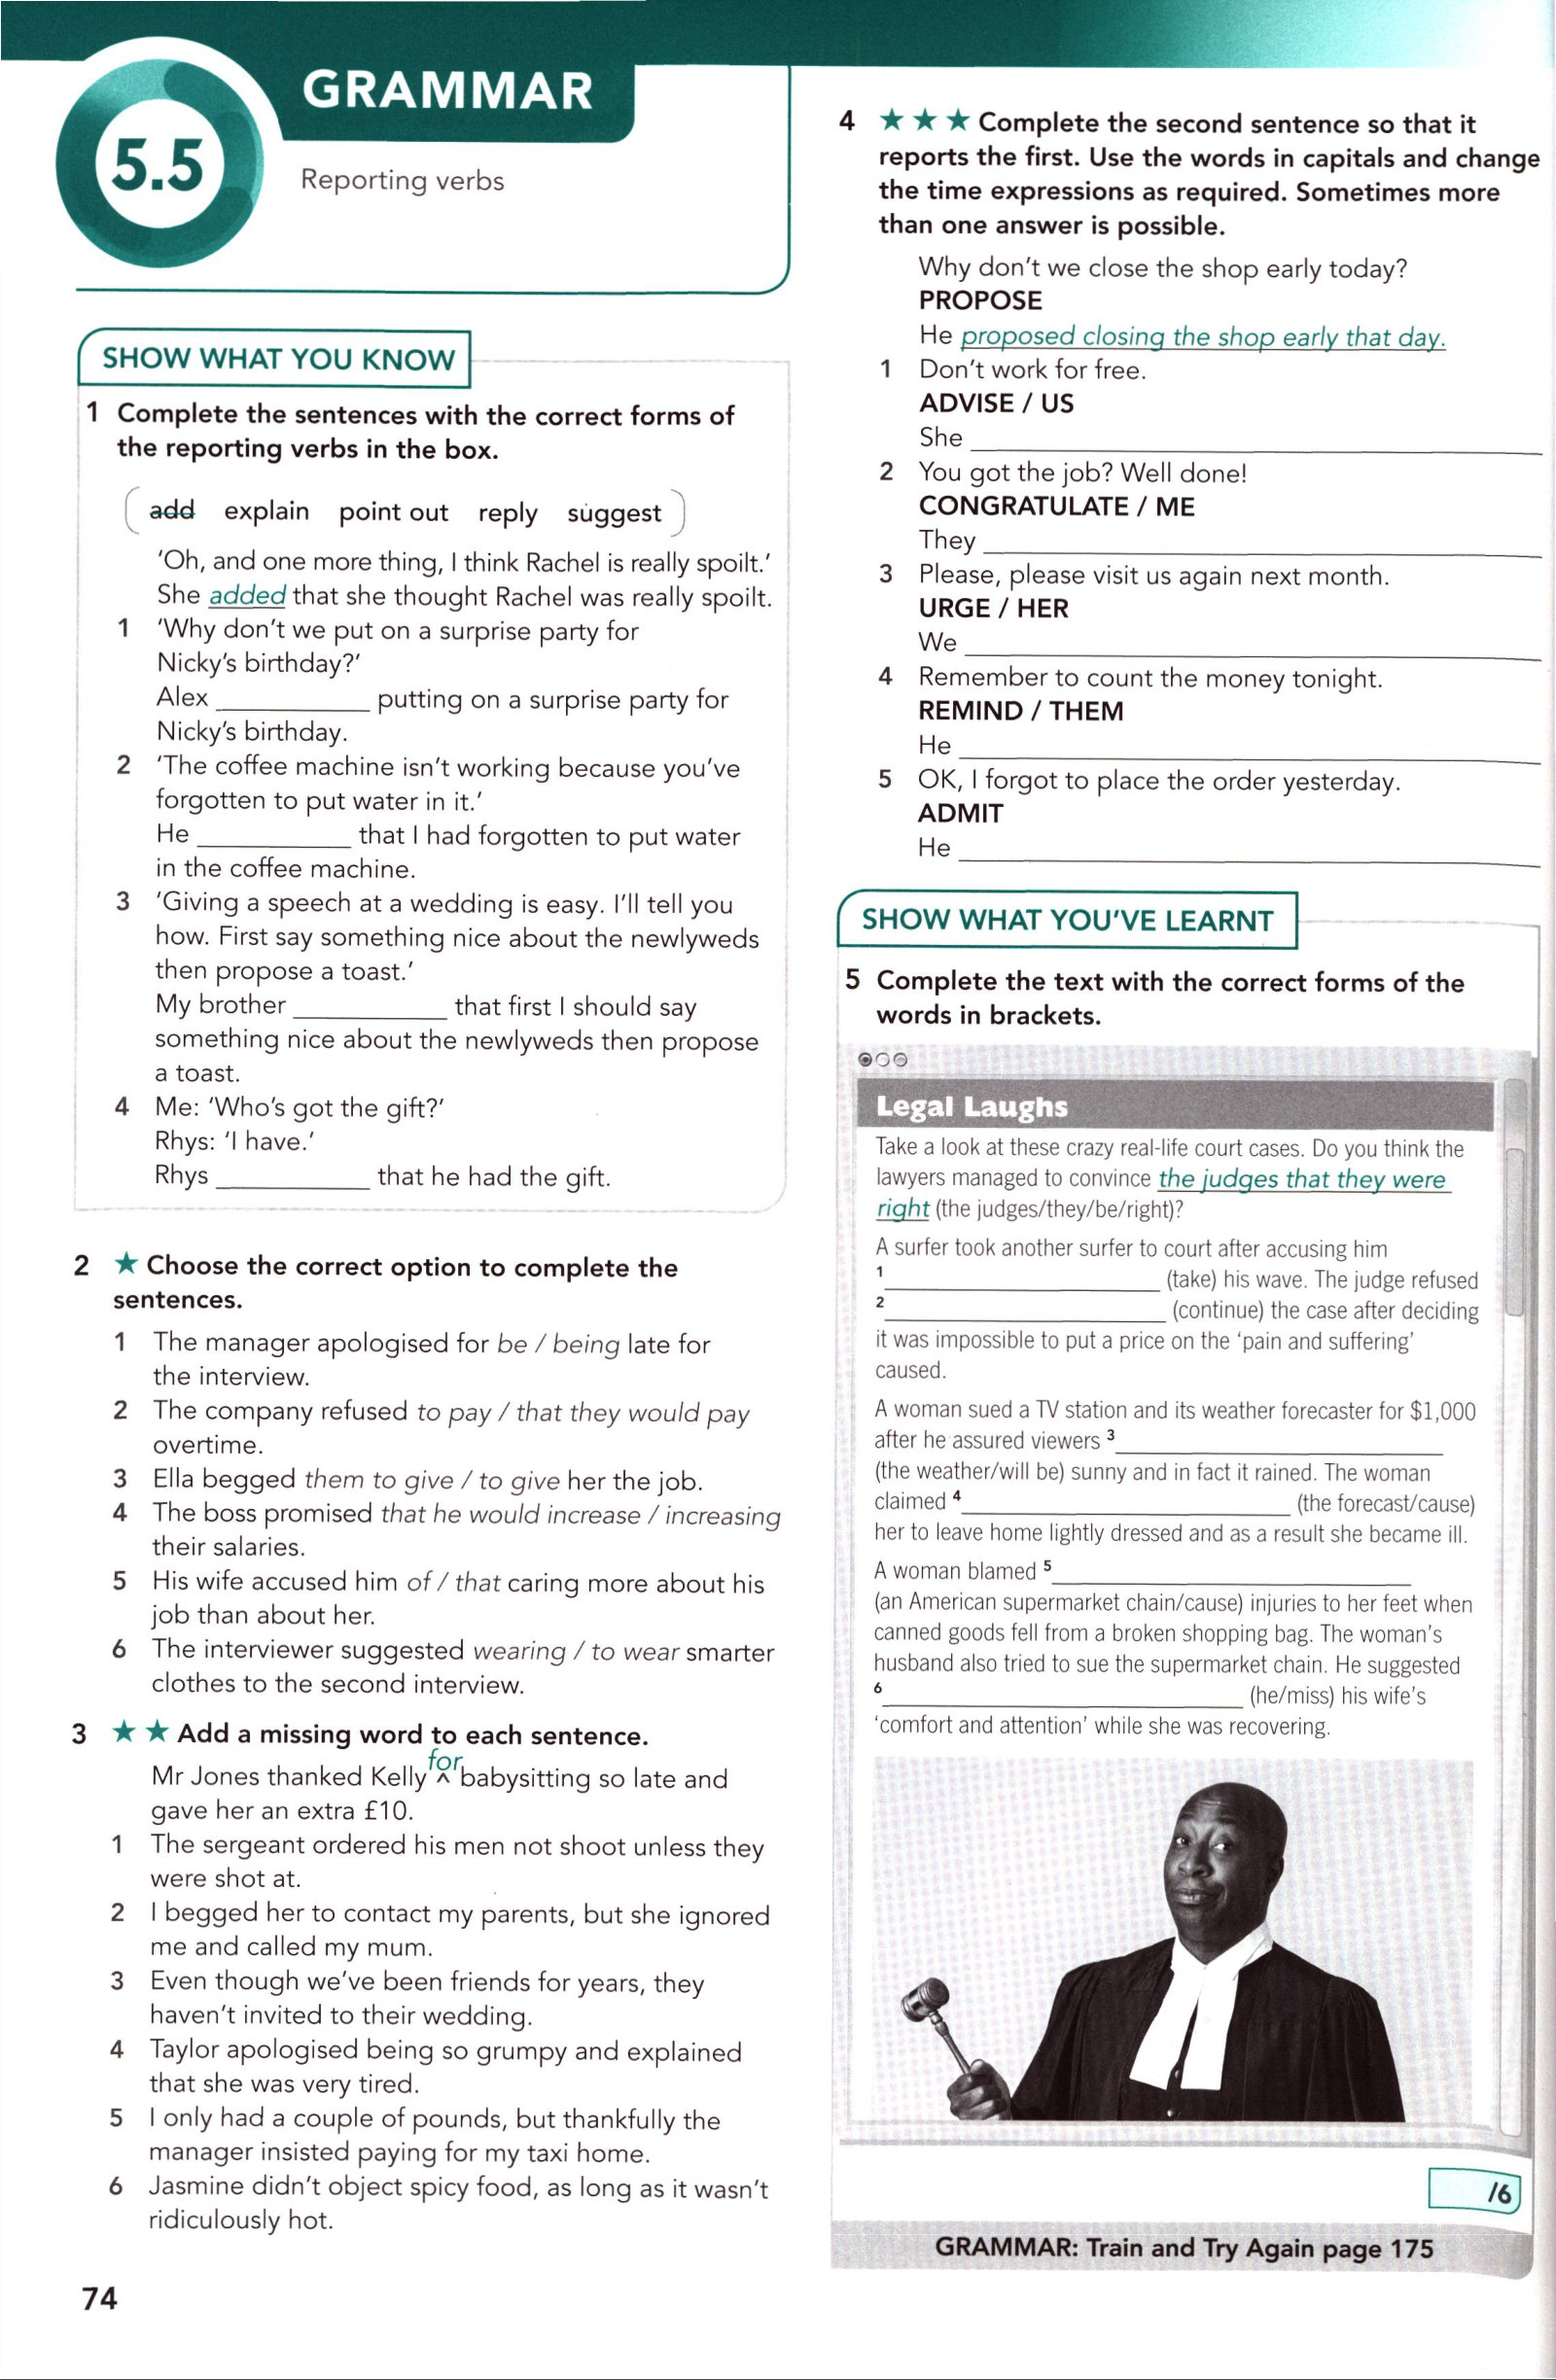 GRAMMAR
5.5
Reporting verbs
SHOW WHAT YOU KNOW
1 Complete the sentences with the correct forms of
the reporting verbs in the box.
add explain point out reply suggest
‘Oh, and one more thing, I think Rachel is really spoilt.’
She added that she thought Rachel was really spoilt.
1 ‘Why don’t we put on a surprise party for
Nicky’s birthday?’
Alex ____________ putting on a surprise party for
Nicky’s birthday.
2 ‘The coffee machine isn’t working because you’ve
forgotten to put water in it.’
He ____________ that I had forgotten to put water
in the coffee machine.
3 ‘Giving a speech at a wedding is easy. I’ll tell you
how. First say something nice about the newlyweds
then propose a toast.’
My brother ____________ that first I should say
something nice about the newlyweds then propose
a toast.
4 Me: ‘Who’s got the gift?’
Rhys: ‘I have.’
Rhys ____________ that he had the gift.
2 ★ Choose the correct option to complete the
sentences.
1 The manager apologised for be / being late for
the interview.
2 The company refused to pay / that they would pay
overtime.
3 Ella begged them to give / to give her the job.
4 The boss promised that he would increase / increasing
their salaries.
5 His wife accused him of / that caring more about his
job than about her.
6 The interviewer suggested wearing / to wear smarter
clothes to the second interview.
3 ★ ★ Add a missing word to each sentence.
for
Mr Jones thanked Kelly ^ babysitting so late and
gave her an extra £10.
1 The sergeant ordered his men not shoot unless they
were shot at.
2 I begged her to contact my parents, but she ignored
me and called my mum.
3 Even though we’ve been friends for years, they
haven’t invited to their wedding.
4 Taylor apologised being so grumpy and explained
that she was very tired.
5 I only had a couple of pounds, but thankfully the
manager insisted paying for my taxi home.
6 Jasmine didn’t object spicy food, as long as it wasn’t
ridiculously hot.
74
4 ★ ★ ★ Complete the second sentence so that it
reports the first. Use the words in capitals and change
the time expressions as required. Sometimes more
than one answer is possible.
Why don’t we close the shop early today?
PROPOSE
He proposed closing the shop early that day.
1 Don’t work for free.
ADVISE / US
She ____________
2 You got the job? Well done!
CONGRATULATE / ME
They ____________
3 Please, please visit us again next month.
URGE / HER
We ____________
4 Remember to count the money tonight.
REMIND / THEM
He ____________
5 OK, I forgot to place the order yesterday.
ADMIT
He ____________
SHOW WHAT YOU’VE LEARNT
5 Complete the text with the correct forms of the
words in brackets.
Legal Laughs
Take a look at these crazy real-life court cases. Do you think the
lawyers managed to convince the judges that they were
right (the judges/they/be/right)?
A surfer took another surfer to court after accusing him
1 ____________ (take) his wave. The judge refused
2 ____________ (continue) the case after deciding
it was impossible to put a price on the ‘pain and suffering’
caused.
A woman sued a TV station and its weather forecaster for $1,000
after he assured viewers 3 ____________
(the weather/will be) sunny and in fact it rained. The woman
claimed 4 ____________ (the forecast/cause)
her to leave home lightly dressed and as a result she became ill.
A woman blamed 5 ____________
(an American supermarket chain/cause) injuries to her feet when
canned goods fell from a broken shopping bag. The woman’s
husband also tried to sue the supermarket chain. He suggested
6 ____________ (he/miss) his wife’s
‘comfort and attention’ while she was recovering.
/6
GRAMMAR: Train and Try Again page 175